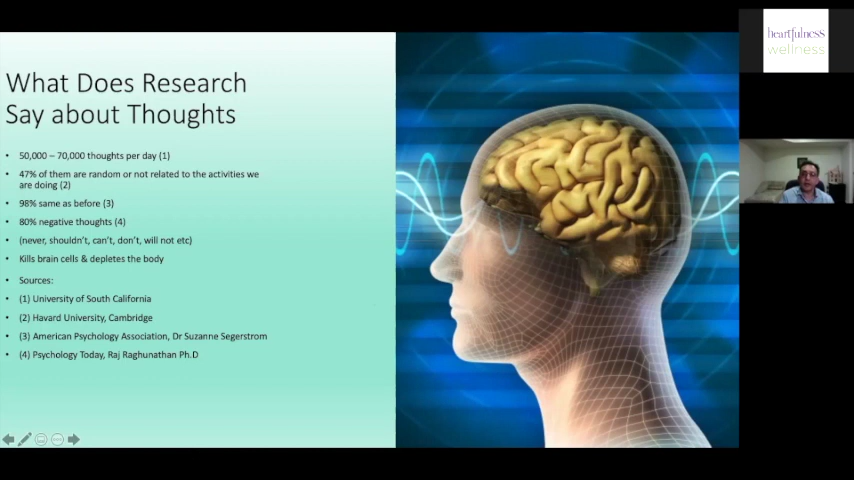 What Does Research
Say about Thoughts
• 50,000 – 70,000 thoughts per day (1)
• 47% of them are random or not related to the activities we
are doing (2)
• 98% same as before (3)
• 80% negative thoughts (4)
• (never, shouldn't, can't, don't, will not etc)
• Kills brain cells & depletes the body
• Sources:
• (1) University of South California
• (2) Havard University, Cambridge
• (3) American Psychology Association, Dr Suzanne Segerstrom
• (4) Psychology Today, Raj Raghunathan Ph.D
heartfulness
wellness